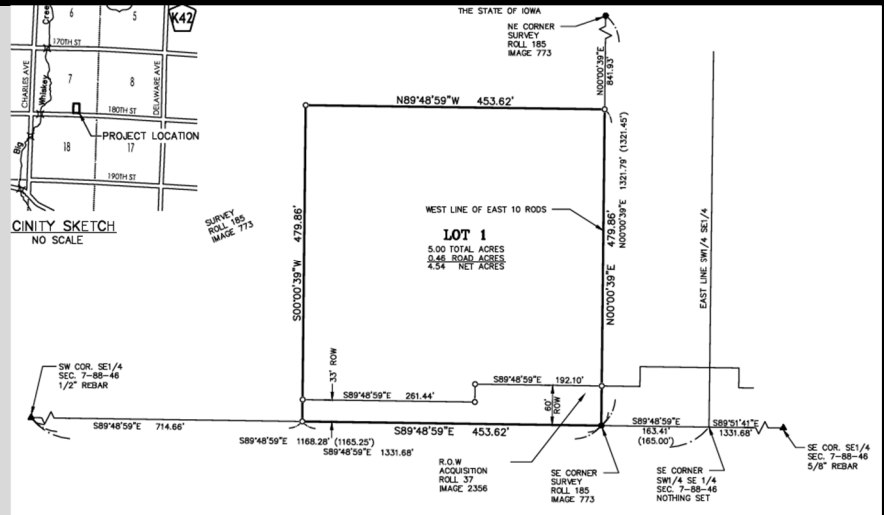 THE STATE OF IOWA
NE CORNER
SURVEY
ROLL 185
IMAGE 773
N00°00'39"E
841.93'
6
5
K42
Creek
170TH ST
CHARLES AVE
Whiskey
7
8
DELAWARE AVE
180TH ST
PROJECT LOCATION
Big
18
17
190TH ST
CINITY SKETCH
NO SCALE
SURVEY
ROLL 185
IMAGE 773
N89°48'59"W 453.62'
S00°00'39"W 479.86'
WEST LINE OF EAST 10 RODS
LOT 1
5.00 TOTAL ACRES
0.46 ROAD ACRES
4.54 NET ACRES
N00°00'39"E 479.86'
N00°00'39"E 1321.79' (1321.45')
EAST LINE SW1/4 SE1/4
SW COR. SE1/4
SEC. 7-88-46
1/2" REBAR
33' ROW
S89°48'59"E 261.44'
S89°48'59"E 192.10'
60'
ROW
S89°48'59"E 714.66'
S89°48'59"E 453.62'
S89°48'59"E 1168.28' (1165.25')
S89°48'59"E 1331.68'
S89°48'59"E
163.41'
(165.00')
S89°51'41"E
1331.68'
R.O.W
ACQUISITION
ROLL 37
IMAGE 2356
SE CORNER
SURVEY
ROLL 185
IMAGE 773
SE CORNER
SW1/4 SE 1/4
SEC. 7-88-46
NOTHING SET
SE COR. SE1/4
SEC. 7-88-46
5/8" REBAR